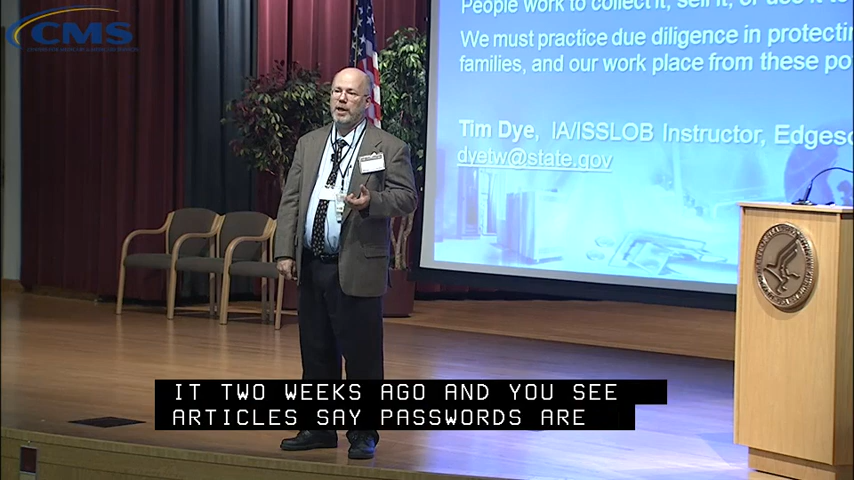 CMS
People work to collect it, sell it, or use it to
We must practice due diligence in protectin
families, and our work place from these po
Tim Dye, IA/ISSLOB Instructor, Edgesc
dyetw@state.gov
IT TWO WEEKS AGO AND YOU SEE
ARTICLES SAY PASSWORDS ARE